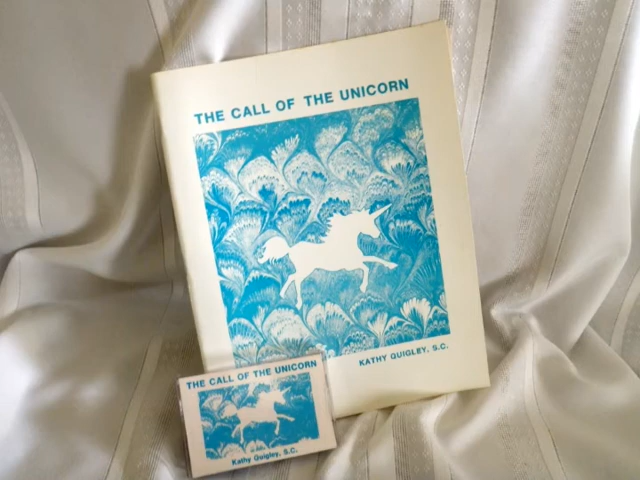 THE CALL OF THE UNICORN
KATHY QUIGLEY, S.C.
THE CALL OF THE UNICORN
Kathy Quigley, S.C.